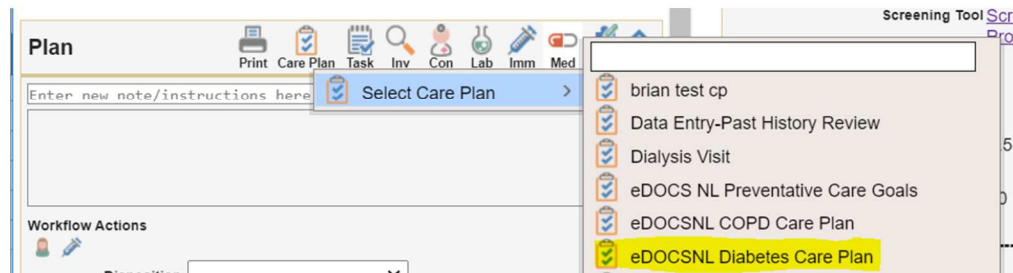 Screening Tool Scr
Pro
Plan
Print Care Plan Task Inv Con Lab Imm Med
Enter new note/instructions here
Select Care Plan >
brian test cp
Data Entry-Past History Review
Dialysis Visit
eDOCS NL Preventative Care Goals
eDOCSNL COPD Care Plan
eDOCSNL Diabetes Care Plan
Workflow Actions